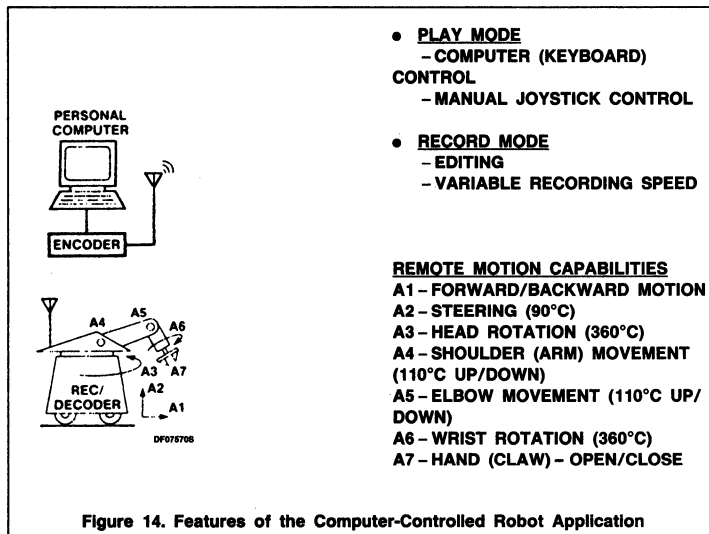 ● PLAY MODE
– COMPUTER (KEYBOARD)
CONTROL
– MANUAL JOYSTICK CONTROL
● RECORD MODE
– EDITING
– VARIABLE RECORDING SPEED
PERSONAL
COMPUTER
ENCODER
REMOTE MOTION CAPABILITIES
A1 – FORWARD/BACKWARD MOTION
A2 – STEERING (90°C)
A3 – HEAD ROTATION (360°C)
A4 – SHOULDER (ARM) MOVEMENT
(110°C UP/DOWN)
A5 – ELBOW MOVEMENT (110°C UP/
DOWN)
A6 – WRIST ROTATION (360°C)
A7 – HAND (CLAW) – OPEN/CLOSE
A4
A5
A6
A3
A7
REC/
DECODER
A2
A1
DF07570S
Figure 14. Features of the Computer-Controlled Robot Application